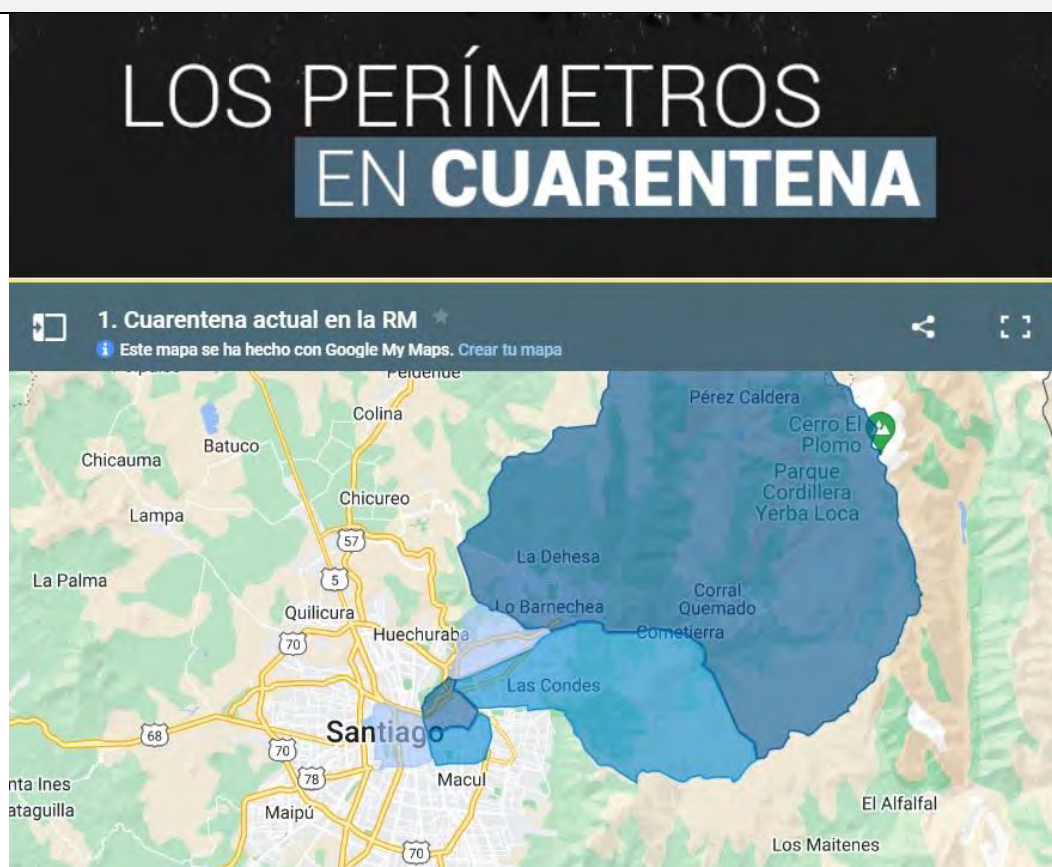 LOS PERÍMETROS
EN CUARENTENA
1. Cuarentena actual en la RM
Este mapa se ha hecho con Google My Maps. Crear tu mapa
Peldehue
Pérez Caldera
Colina
Cerro El
Plomo
Batuco
Chicauma
Parque
Cordillera
Yerba Loca
Chicureo
Lampa
57
La Dehesa
5
La Palma
Corral
Quemado
Lo Barnechea
Quilicura
Huechuraba
Cometierra
70
Las Condes
Santiago
68
70
78
Macul
nta Ines
ataguilla
Maipú
El Alfalfal
Los Maitenes
70